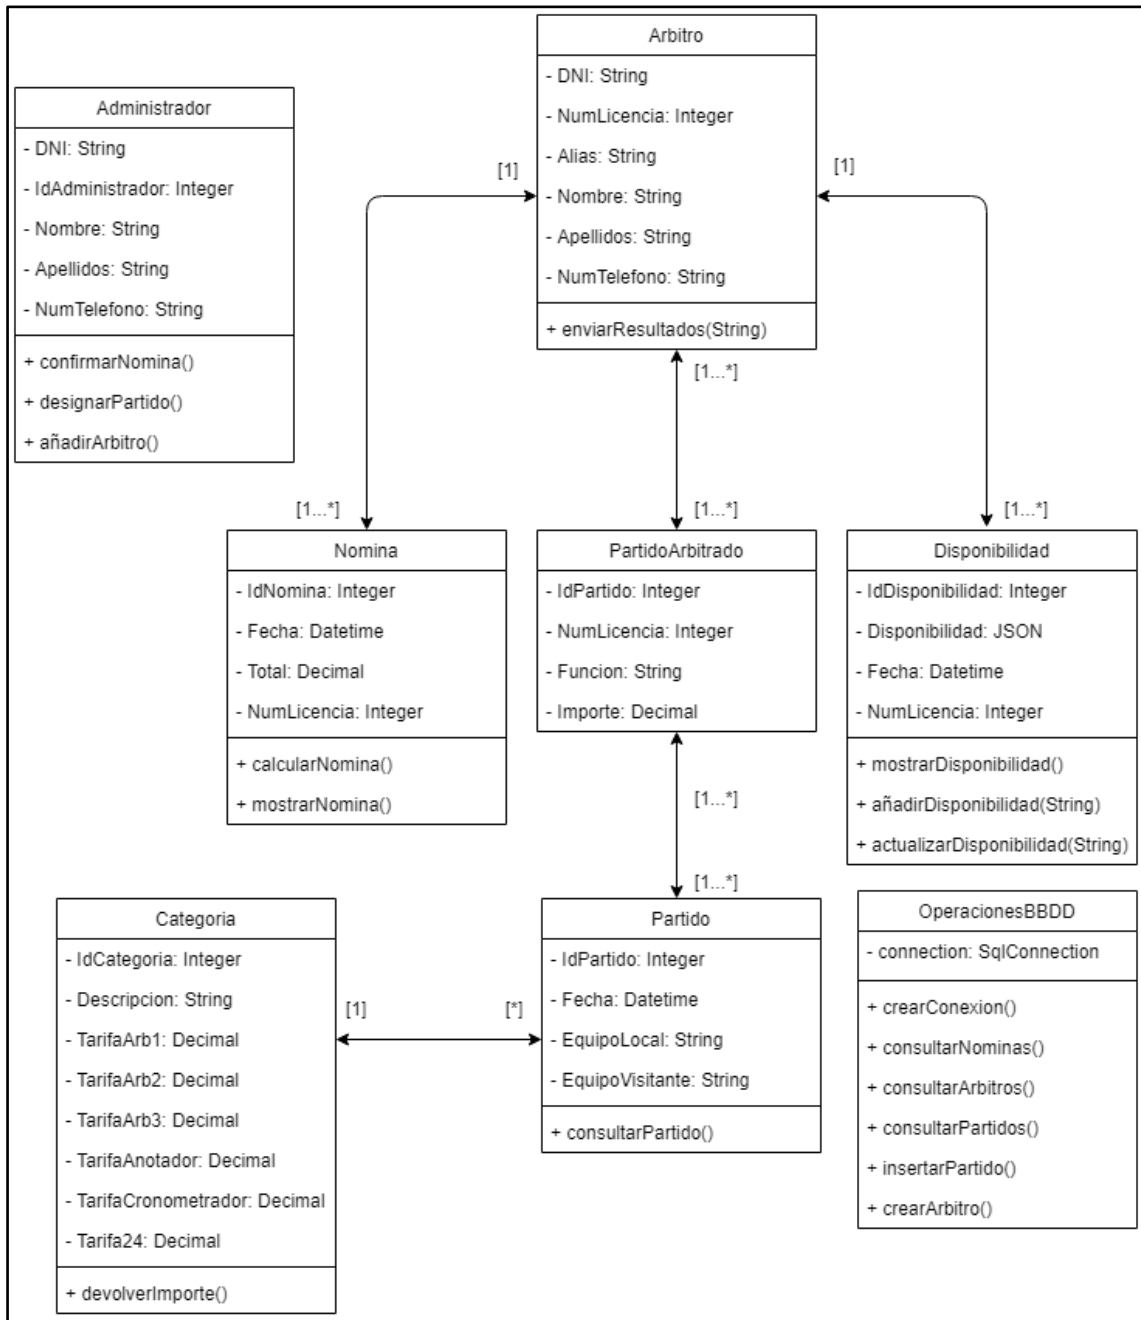 Arbitro
- DNI: String
- NumLicencia: Integer
- Alias: String
- Nombre: String
- Apellidos: String
- NumTelefono: String
+ enviarResultados(String)
Administrador
- DNI: String
- IdAdministrador: Integer
- Nombre: String
- Apellidos: String
- NumTelefono: String
+ confirmarNomina()
+ designarPartido()
+ añadirArbitro()
[1]
[1]
[1...*]
[1...*]
[1...*]
[1...*]
Nomina
- IdNomina: Integer
- Fecha: Datetime
- Total: Decimal
- NumLicencia: Integer
+ calcularNomina()
+ mostrarNomina()
PartidoArbitrado
- IdPartido: Integer
- NumLicencia: Integer
- Funcion: String
- Importe: Decimal
Disponibilidad
- IdDisponibilidad: Integer
- Disponibilidad: JSON
- Fecha: Datetime
- NumLicencia: Integer
+ mostrarDisponibilidad()
+ añadirDisponibilidad(String)
+ actualizarDisponibilidad(String)
[1...*]
[1...*]
Categoria
- IdCategoria: Integer
- Descripcion: String
- TarifaArb1: Decimal
- TarifaArb2: Decimal
- TarifaArb3: Decimal
- TarifaAnotador: Decimal
- TarifaCronometrador: Decimal
- Tarifa24: Decimal
+ devolverImporte()
[1]
[*]
Partido
- IdPartido: Integer
- Fecha: Datetime
- EquipoLocal: String
- EquipoVisitante: String
+ consultarPartido()
OperacionesBBDD
- connection: SqlConnection
+ crearConexion()
+ consultarNominas()
+ consultarArbitros()
+ consultarPartidos()
+ insertarPartido()
+ crearArbitro()